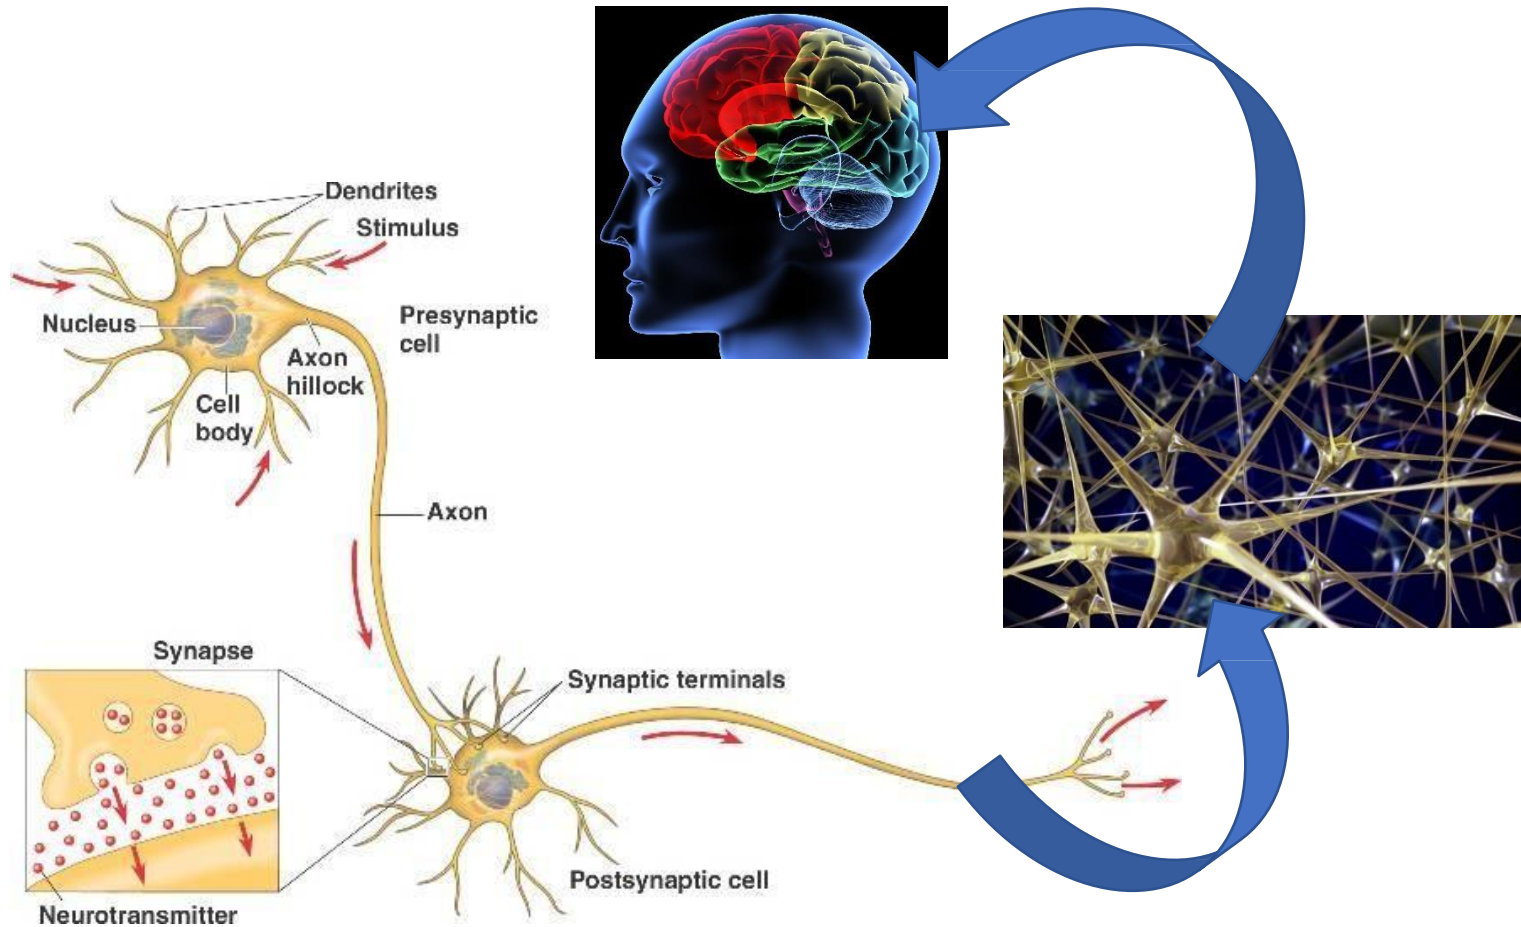 Dendrites
Stimulus
Nucleus
Presynaptic
cell
Axon
hillock
Cell
body
Axon
Synapse
Synaptic terminals
Postsynaptic cell
Neurotransmitter